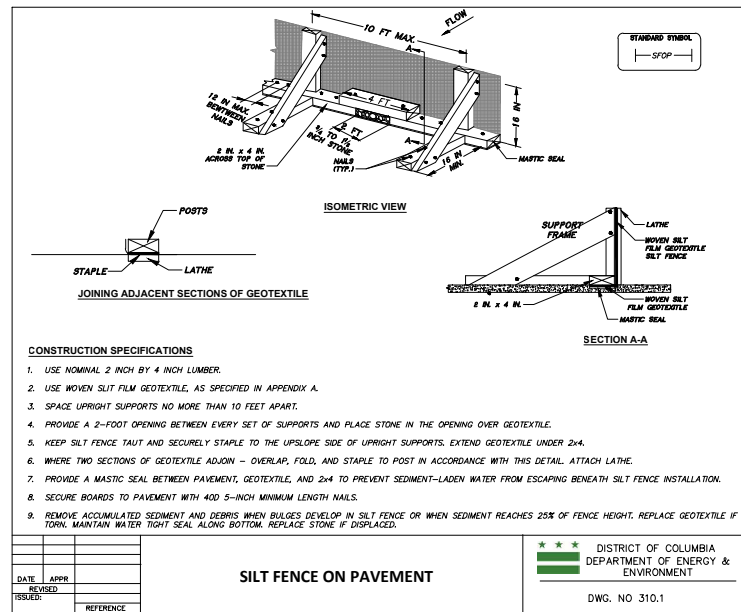 10 FT MAX.
FLOW
A
STANDARD SYMBOL
SFOP
4 FT
12 IN MAX.
BEWTWEEN
NAILS
2 FT
3/4 TO 1 1/2
INCH STONE
16 IN
2 IN. x 4 IN.
ACROSS TOP OF
STONE
NAILS
(TYP.)
A
16 IN
MIN.
MASTIC SEAL
ISOMETRIC VIEW
POSTS
STAPLE
LATHE
JOINING ADJACENT SECTIONS OF GEOTEXTILE
SUPPORT
FRAME
LATHE
WOVEN SILT
FILM GEOTEXTILE
SILT FENCE
2 IN. x 4 IN.
WOVEN SILT
FILM GEOTEXTILE
MASTIC SEAL
SECTION A-A
CONSTRUCTION SPECIFICATIONS
1. USE NOMINAL 2 INCH BY 4 INCH LUMBER.
2. USE WOVEN SLIT FILM GEOTEXTILE, AS SPECIFIED IN APPENDIX A.
3. SPACE UPRIGHT SUPPORTS NO MORE THAN 10 FEET APART.
4. PROVIDE A 2-FOOT OPENING BETWEEN EVERY SET OF SUPPORTS AND PLACE STONE IN THE OPENING OVER GEOTEXTILE.
5. KEEP SILT FENCE TAUT AND SECURELY STAPLE TO THE UPSLOPE SIDE OF UPRIGHT SUPPORTS. EXTEND GEOTEXTILE UNDER 2x4.
6. WHERE TWO SECTIONS OF GEOTEXTILE ADJOIN – OVERLAP, FOLD, AND STAPLE TO POST IN ACCORDANCE WITH THIS DETAIL. ATTACH LATHE.
7. PROVIDE A MASTIC SEAL BETWEEN PAVEMENT, GEOTEXTILE, AND 2x4 TO PREVENT SEDIMENT-LADEN WATER FROM ESCAPING BENEATH SILT FENCE INSTALLATION.
8. SECURE BOARDS TO PAVEMENT WITH 40D 5-INCH MINIMUM LENGTH NAILS.
9. REMOVE ACCUMULATED SEDIMENT AND DEBRIS WHEN BULGES DEVELOP IN SILT FENCE OR WHEN SEDIMENT REACHES 25% OF FENCE HEIGHT. REPLACE GEOTEXTILE IF
TORN. MAINTAIN WATER TIGHT SEAL ALONG BOTTOM. REPLACE STONE IF DISPLACED.
DATE APPR
REVISED
ISSUED:
REFERENCE
SILT FENCE ON PAVEMENT
DISTRICT OF COLUMBIA
DEPARTMENT OF ENERGY &
ENVIRONMENT
DWG. NO 310.1